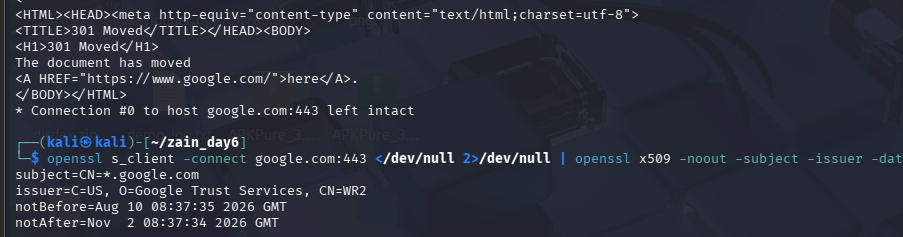 <
<HTML><HEAD><meta http-equiv="content-type" content="text/html;charset=utf-8">
<TITLE>301 Moved</TITLE></HEAD><BODY>
<H1>301 Moved</H1>
The document has moved
<A HREF="https://www.google.com/">here</A>.
</BODY></HTML>
* Connection #0 to host google.com:443 left intact
┌──(kali㉿kali)-[~/zain_day6]
└─$ openssl s_client -connect google.com:443 </dev/null 2>/dev/null | openssl x509 -noout -subject -issuer -dat
subject=CN=*.google.com
issuer=C=US, O=Google Trust Services, CN=WR2
notBefore=Aug 10 08:37:35 2026 GMT
notAfter=Nov  2 08:37:34 2026 GMT